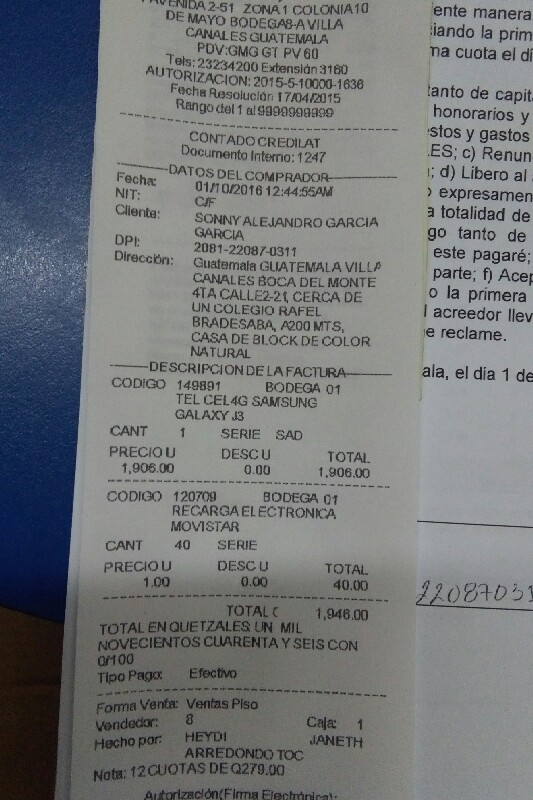 AVENIDA 2-51 ZONA 1 COLONIA 10
DE MAYO BODEGA8-A VILLA
CANALES GUATEMALA
PDV:GMG GT PV 60
Tels: 23234200 Extensión 3160
AUTORIZACION: 2015-5-10000-1636
Fecha Resolución 17/04/2015
Rango del 1 al 9999999999
CONTADO CREDILAT
Documento Interno: 1247
DATOS DEL COMPRADOR
Fecha: 01/10/2016 12:44:55AM
NIT: C/F
Cliente: SONNY ALEJANDRO GARCIA
GARCIA
DPI: 2081-22087-0311
Dirección: Guatemala GUATEMALA VILLA
CANALES BOCA DEL MONTE
4TA CALLE2-21, CERCA DE
UN COLEGIO RAFEL
BRADESABA, A200 MTS,
CASA DE BLOCK DE COLOR
NATURAL
DESCRIPCION DE LA FACTURA
CODIGO 149891 BODEGA 01
TEL CEL4G SAMSUNG
GALAXY J3
CANT 1 SERIE SAD
PRECIO U DESC U TOTAL
1,906.00 0.00 1,906.00
CODIGO 120709 BODEGA 01
RECARGA ELECTRONICA
MOVISTAR
CANT 40 SERIE
PRECIO U DESC U TOTAL
1.00 0.00 40.00
TOTAL 1,946.00
TOTAL EN QUETZALES: UN MIL
NOVECIENTOS CUARENTA Y SEIS CON
0/100
Tipo Pago: Efectivo
Forma Venta: Ventas Piso
Vendedor: 8 Caja: 1
Hecho por: HEYDI JANETH
ARREDONDO TOC
Nota: 12 CUOTAS DE Q279.00
Autorización(Firma Electrónica):
ente manera
iando la prim
ma cuota el dí
tanto de capit
honorarios y
estos y gastos
ES; c) Renun
; d) Libero al
expresamen
a totalidad de
go tanto de
este pagaré;
parte; f) Acep
o la primera
l acreedor llev
e reclame.
ala, el día 1 de